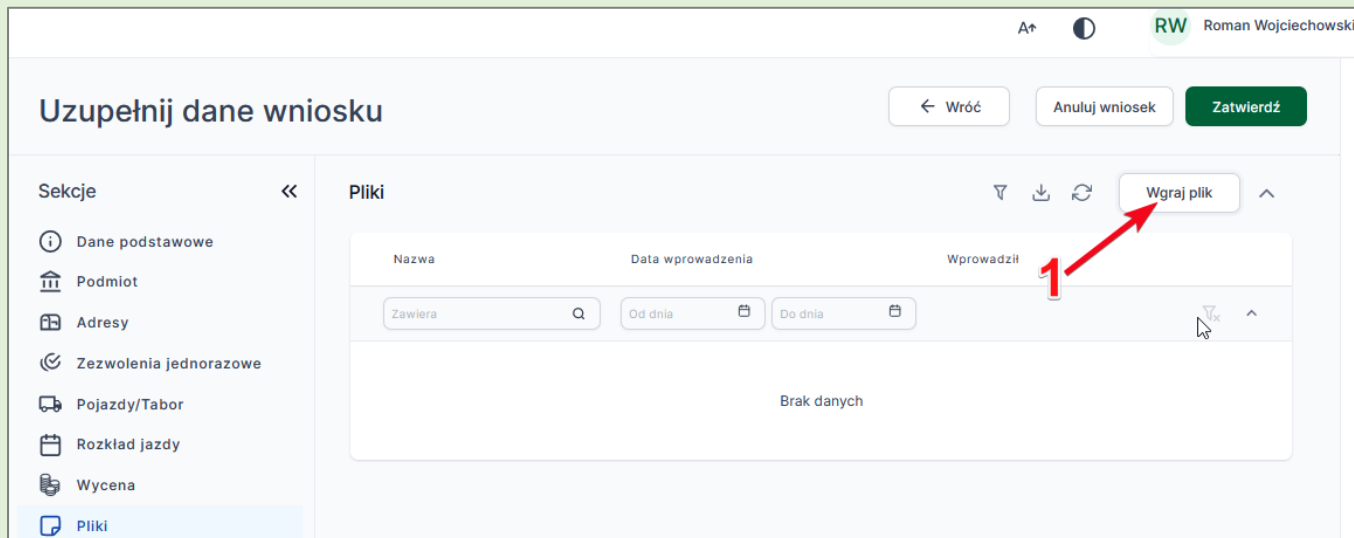 A RW Roman Wojciechowski
Uzupełnij dane wniosku
Wróć Anuluj wniosek Zatwierdź
Sekcje
Pliki Wgraj plik
Dane podstawowe
Nazwa Data wprowadzenia Wprowadził
1
Podmiot
Zawiera Od dnia Do dnia
Adresy
Zezwolenia jednorazowe
Pojazdy/Tabor
Brak danych
Rozkład jazdy
Wycena
Pliki